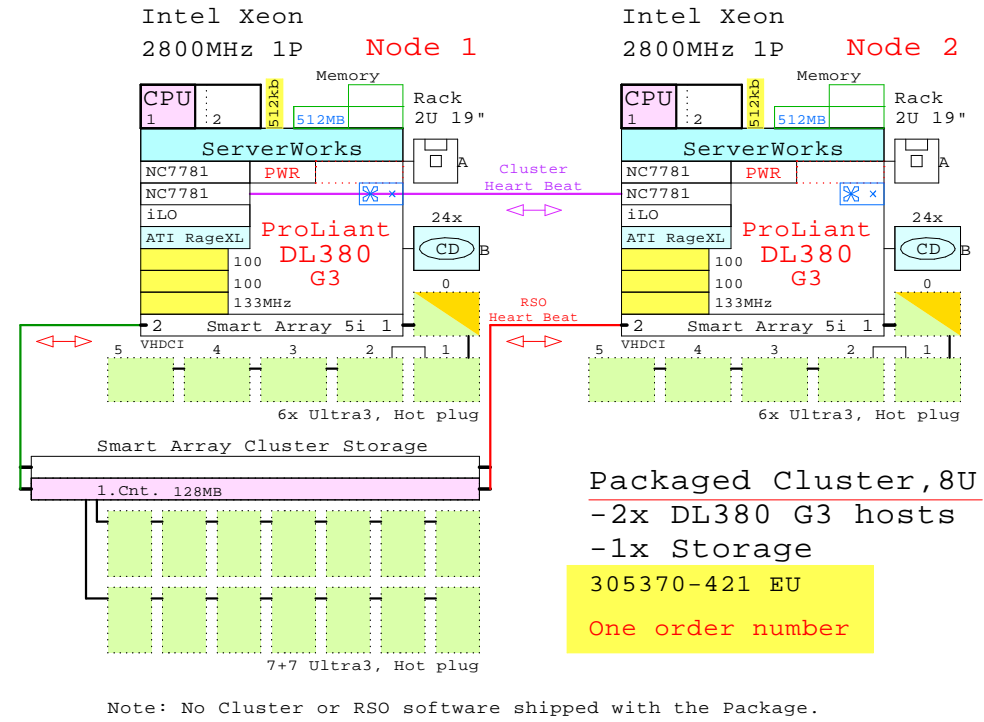 Intel Xeon
2800MHz 1P
Node 1
Memory
CPU
1
:2
512kb
512MB
Rack
2U 19"
ServerWorks
NC7781
PWR
NC7781
iLO
ATI RageXL
ProLiant
DL380
G3
100
100
133MHz
A
24x
CD
B
0
2 Smart Array 5i 1
VHDCI
5 4 3 2 1
6x Ultra3, Hot plug
Cluster
Heart Beat
RSO
Heart Beat
Intel Xeon
2800MHz 1P
Node 2
Memory
CPU
1
:2
512kb
512MB
Rack
2U 19"
ServerWorks
NC7781
PWR
NC7781
iLO
ATI RageXL
ProLiant
DL380
G3
100
100
133MHz
A
24x
CD
B
0
2 Smart Array 5i 1
VHDCI
5 4 3 2 1
6x Ultra3, Hot plug
Smart Array Cluster Storage
1.Cnt. 128MB
7+7 Ultra3, Hot plug
Packaged Cluster,8U
-2x DL380 G3 hosts
-1x Storage
305370-421 EU
One order number
Note: No Cluster or RSO software shipped with the Package.